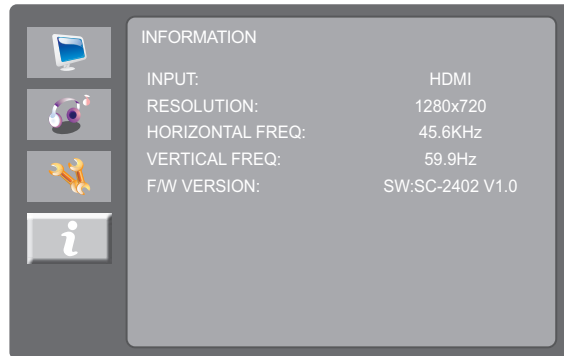 INFORMATION
INPUT: HDMI
RESOLUTION: 1280x720
HORIZONTAL FREQ: 45.6KHz
VERTICAL FREQ: 59.9Hz
F/W VERSION: SW:SC-2402 V1.0
i